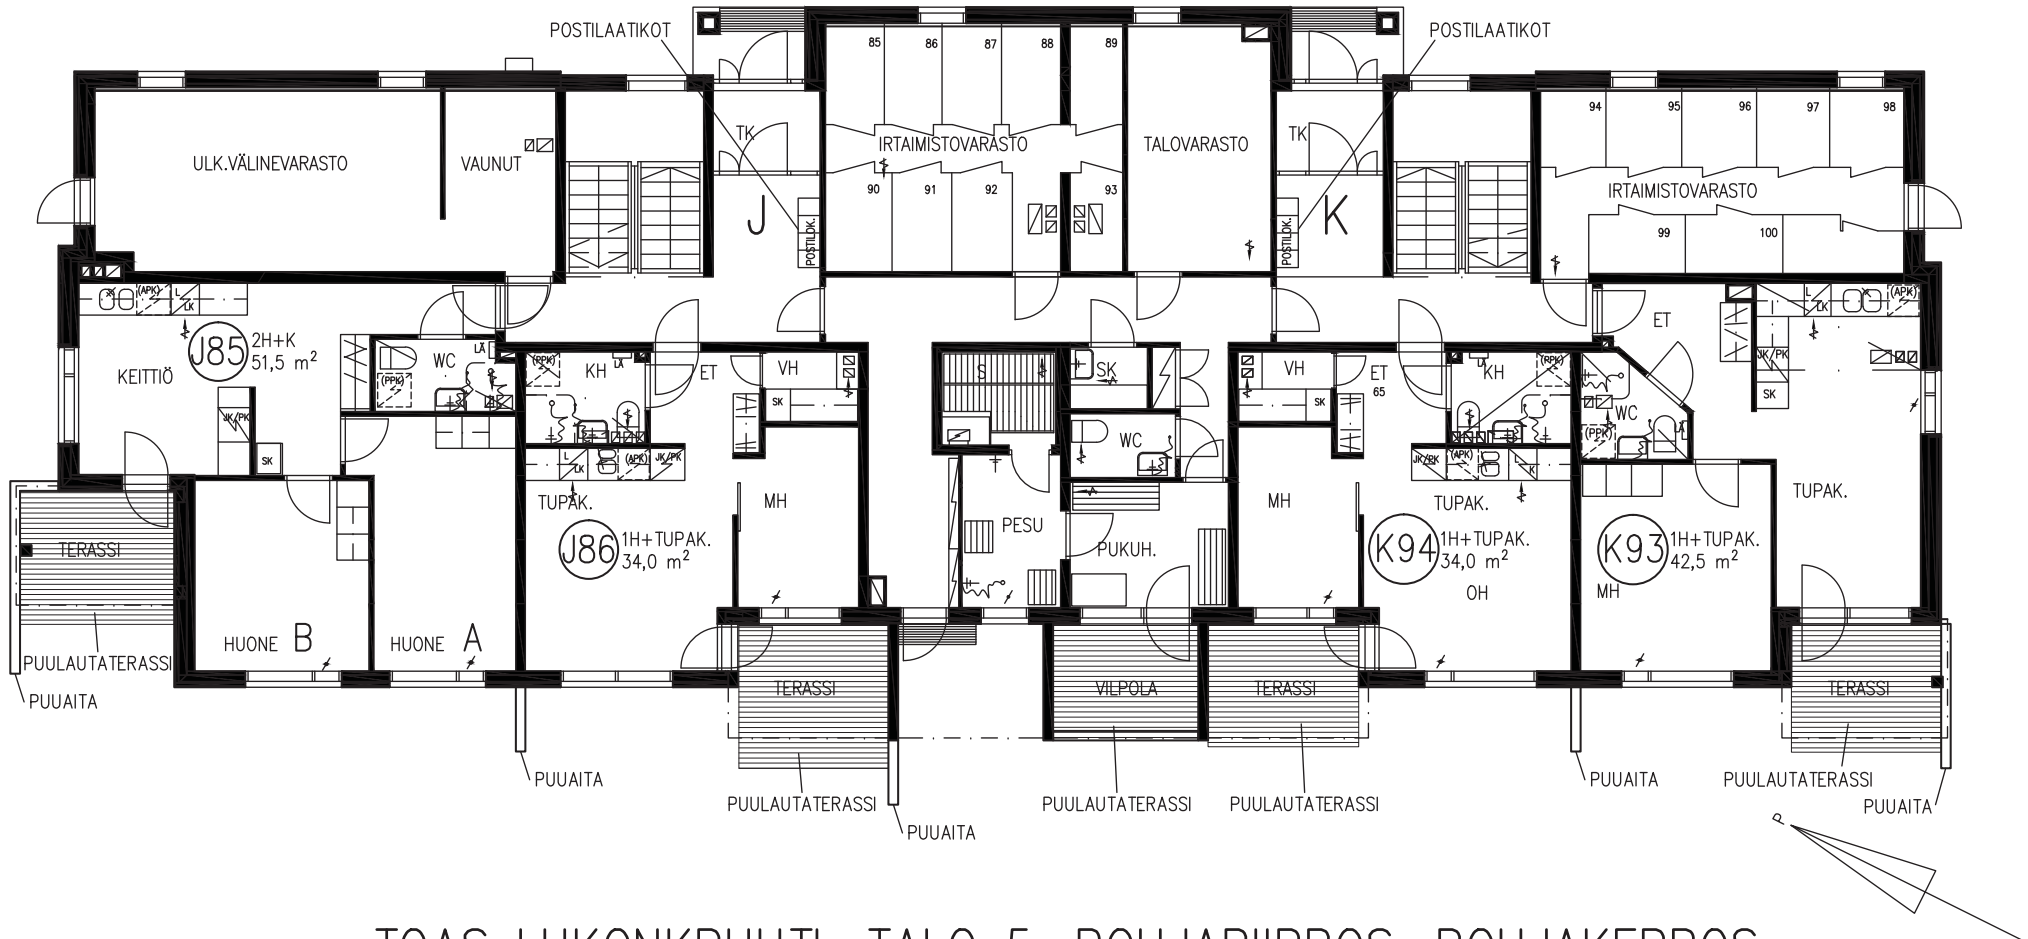 POSTILAATIKOT
POSTILAATIKOT
85
86
87
88
89
94
95
96
97
98
TK
TK
ULK.VÄLINEVARASTO
VAUNUT
IRTAIMISTOVARASTO
TALOVARASTO
90
91
92
93
IRTAIMISTOVARASTO
99
100
J
K
POSTILOK.
POSTILOK.
(APK)
L
LK
J85
2H+K
51,5 m²
KEITTIÖ
JK/PK
SK
WC
LÄ
(PPK)
(PPK)
KH
LÄ
ET
VH
SK
S
SK
WC
VH
SK
ET
65
KH
(PPK)
WC
LÄ
(PPK)
ET
L
LK
(APK)
JK/PK
SK
L
LK
(APK)
JK/PK
TUPAK.
MH
J86
1H+TUPAK.
34,0 m²
PESU
PUKUH.
MH
JK/PK
(APK)
L
K
TUPAK.
K94
1H+TUPAK.
34,0 m²
OH
K93
1H+TUPAK.
42,5 m²
MH
TUPAK.
TERASSI
HUONE B
HUONE A
PUULAUTATERASSI
PUUAITA
TERASSI
VILPOLA
TERASSI
TERASSI
PUUAITA
PUULAUTATERASSI
PUUAITA
PUULAUTATERASSI
PUULAUTATERASSI
PUUAITA
PUULAUTATERASSI
PUUAITA
P